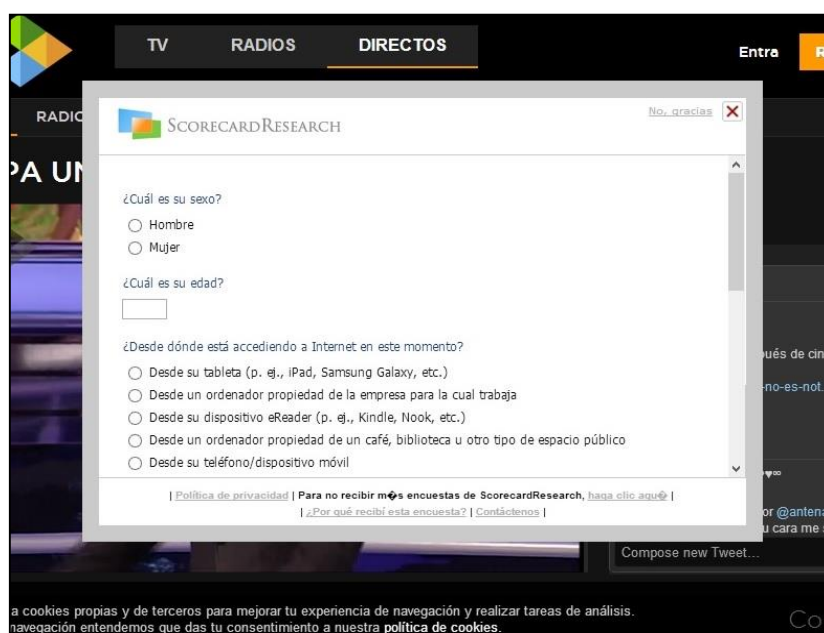 TV RADIOS DIRECTOS
Entra
RADIO
PA UN
No, gracias
SCORECARDRESEARCH
¿Cuál es su sexo?
Hombre
Mujer
¿Cuál es su edad?
¿Desde dónde está accediendo a Internet en este momento?
Desde su tableta (p. ej., iPad, Samsung Galaxy, etc.)
Desde un ordenador propiedad de la empresa para la cual trabaja
Desde su dispositivo eReader (p. ej., Kindle, Nook, etc.)
Desde un ordenador propiedad de un café, biblioteca u otro tipo de espacio público
Desde su teléfono/dispositivo móvil
| Política de privacidad | Para no recibir m�s encuestas de ScorecardResearch, haga clic aqu� |
| ¿Por qué recibí esta encuesta? | Contáctenos |
ués de cin
-no-es-not.
or @antena
u cara me s
Compose new Tweet...
a cookies propias y de terceros para mejorar tu experiencia de navegación y realizar tareas de análisis.
navegación entendemos que das tu consentimiento a nuestra política de cookies.
Co